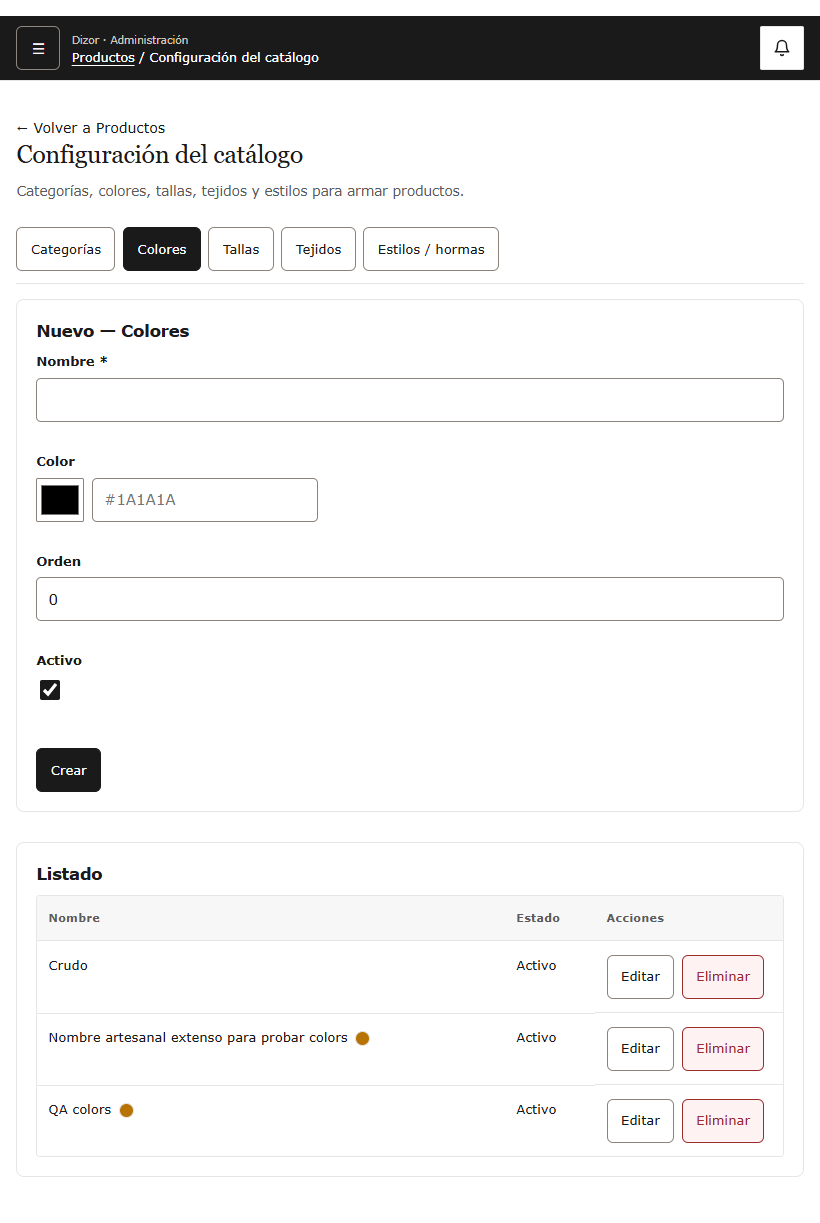 ☰
Dizor · Administración
Productos / Configuración del catálogo
← Volver a Productos
Configuración del catálogo
Categorías, colores, tallas, tejidos y estilos para armar productos.
Categorías Colores Tallas Tejidos Estilos / hormas
Nuevo — Colores
Nombre *
Color
#1A1A1A
Orden
0
Activo
Crear
Listado
Nombre Estado Acciones
Crudo Activo Editar Eliminar
Nombre artesanal extenso para probar colors Activo Editar Eliminar
QA colors Activo Editar Eliminar